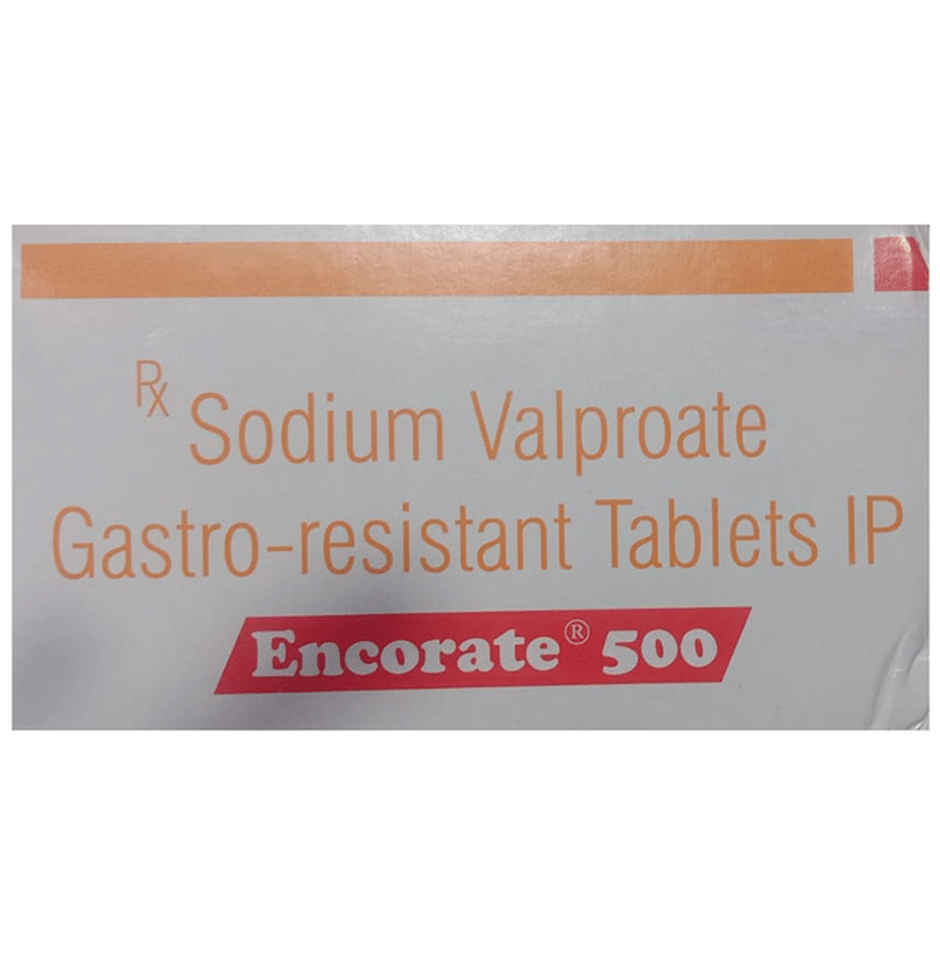 Rx Sodium Valproate
Gastro-resistant Tablets IP
Encorate® 500